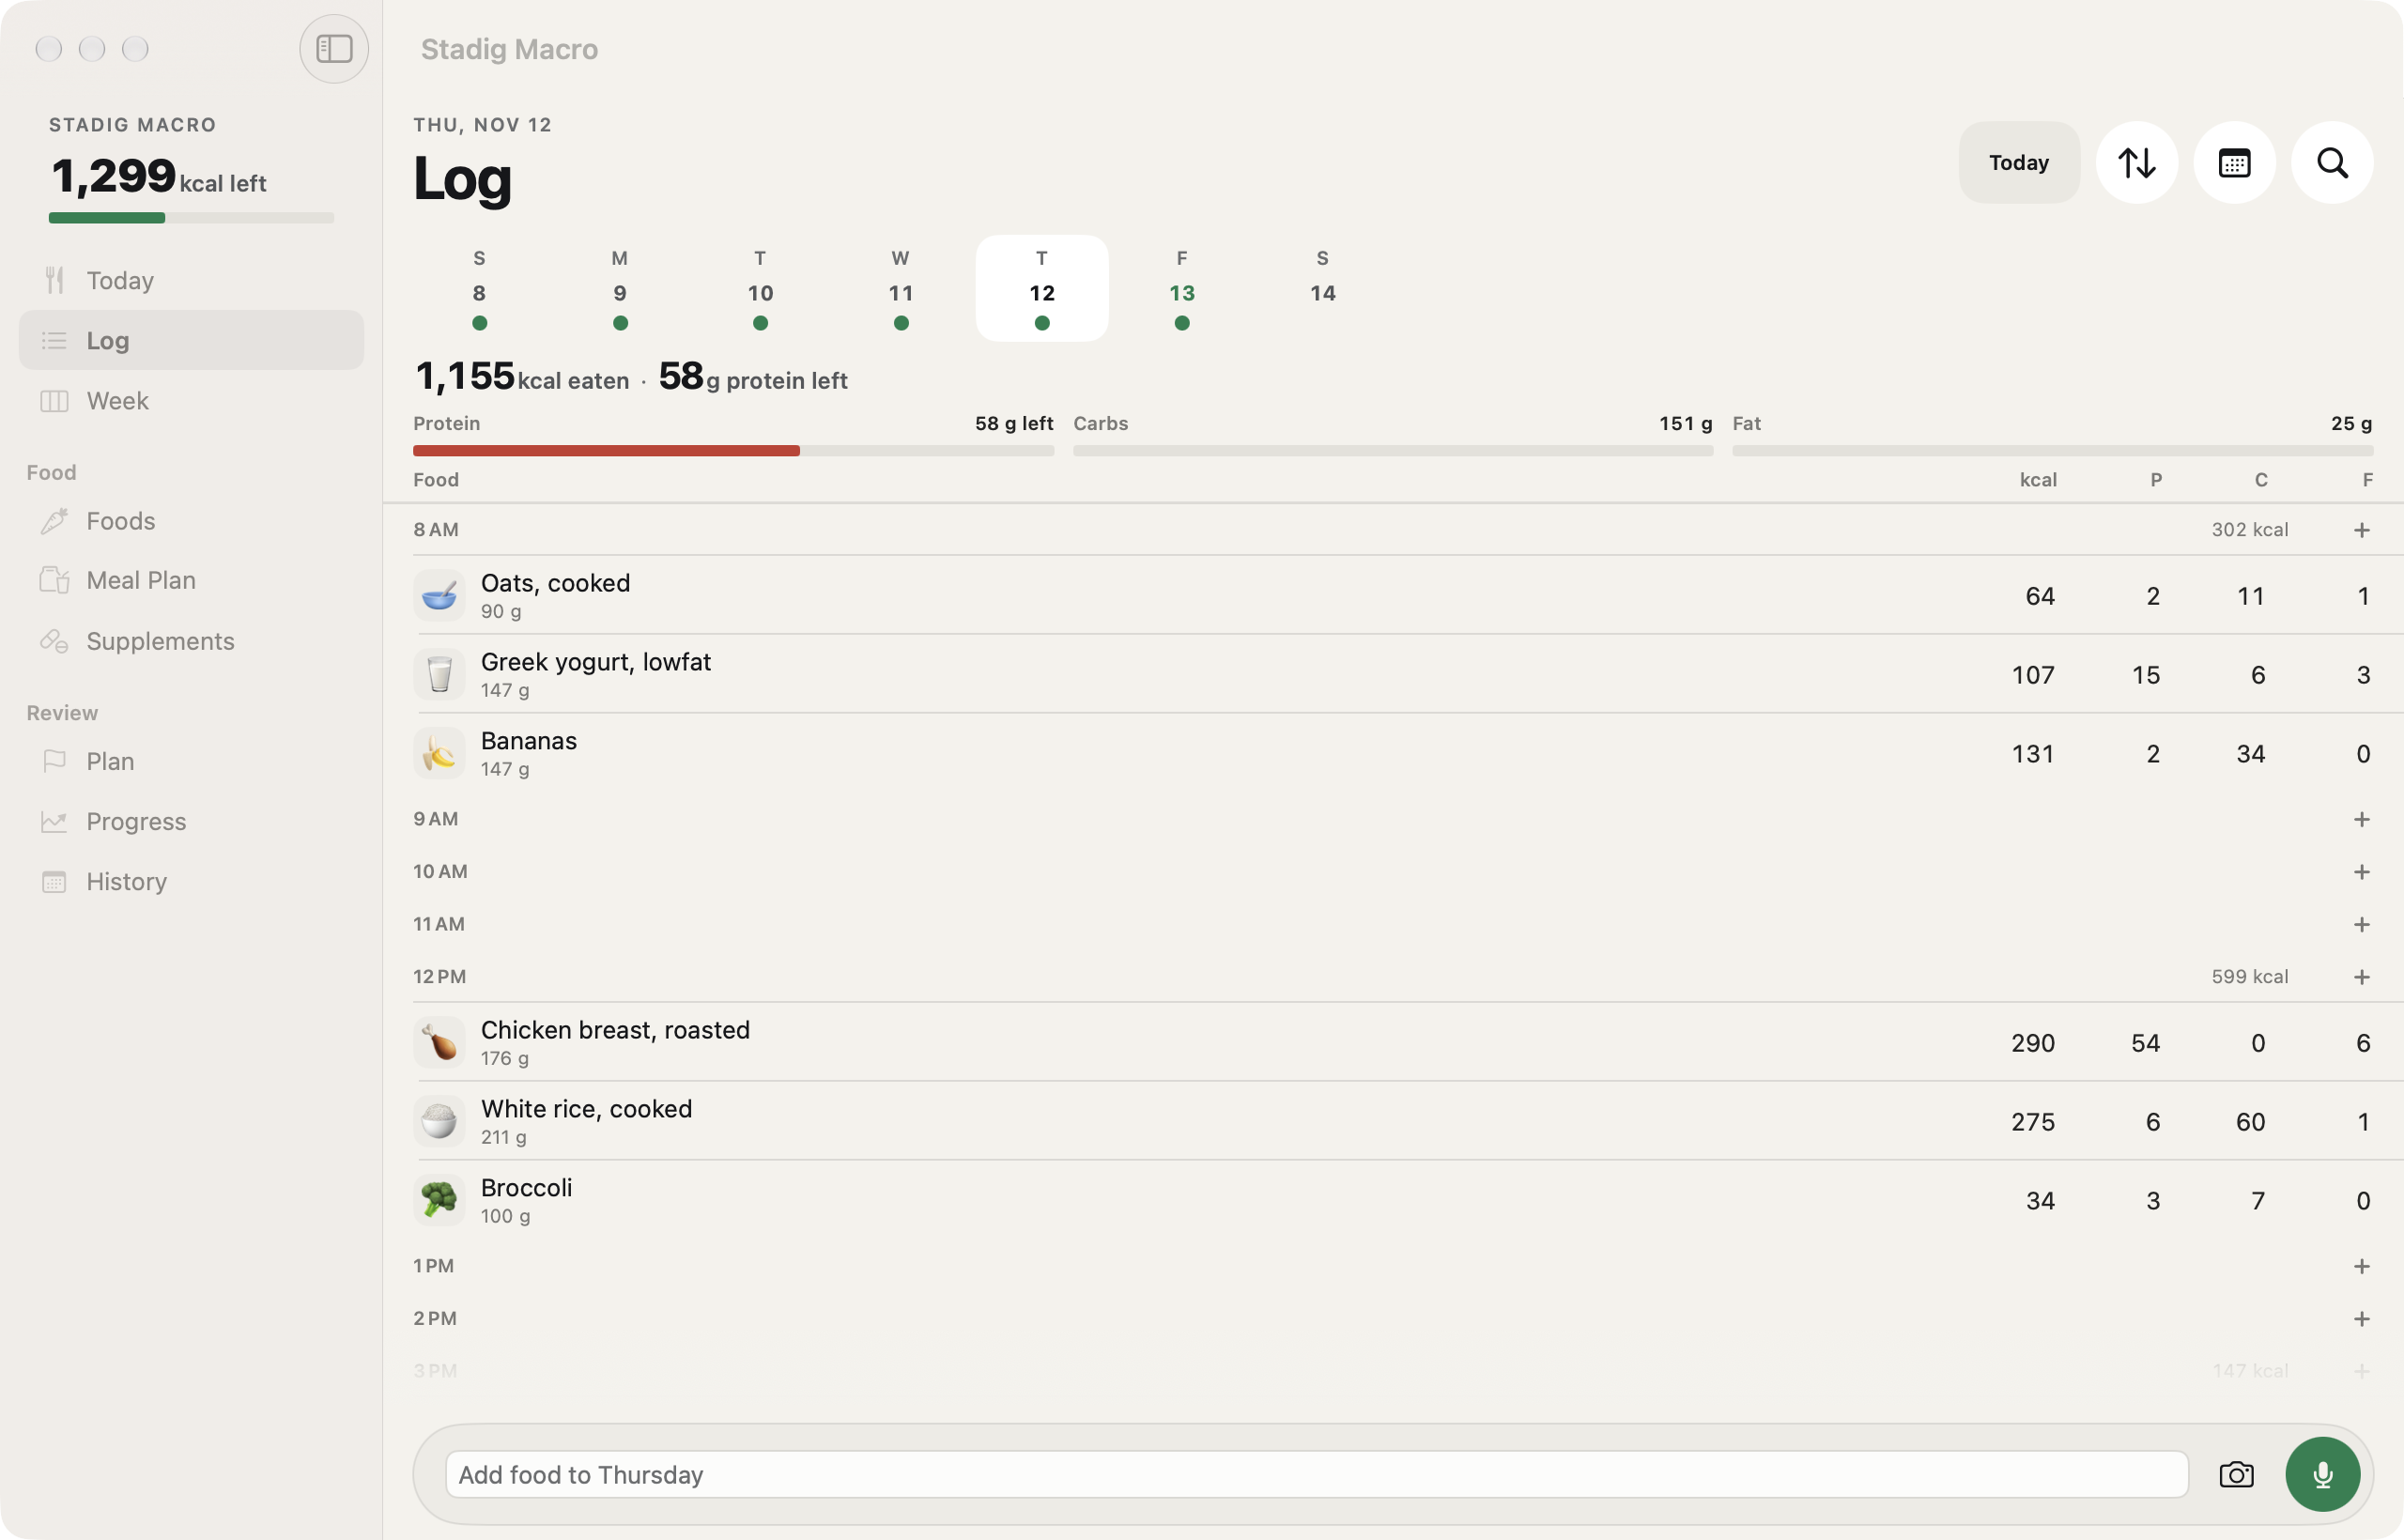 Stadig Macro
STADIG MACRO
1,299 kcal left
Today
Log
Week
Food
Foods
Meal Plan
Supplements
Review
Plan
Progress
History
THU, NOV 12
Log
Today
S M T W T F S
8 9 10 11 12 13 14
1,155 kcal eaten · 58 g protein left
Protein 58 g left Carbs 151 g Fat 25 g
Food kcal P C F
8 AM 302 kcal +
Oats, cooked 64 2 11 1
90 g
Greek yogurt, lowfat 107 15 6 3
147 g
Bananas 131 2 34 0
147 g
9 AM +
10 AM +
11 AM +
12 PM 599 kcal +
Chicken breast, roasted 290 54 0 6
176 g
White rice, cooked 275 6 60 1
211 g
Broccoli 34 3 7 0
100 g
1 PM +
2 PM +
3 PM 147 kcal +
Add food to Thursday